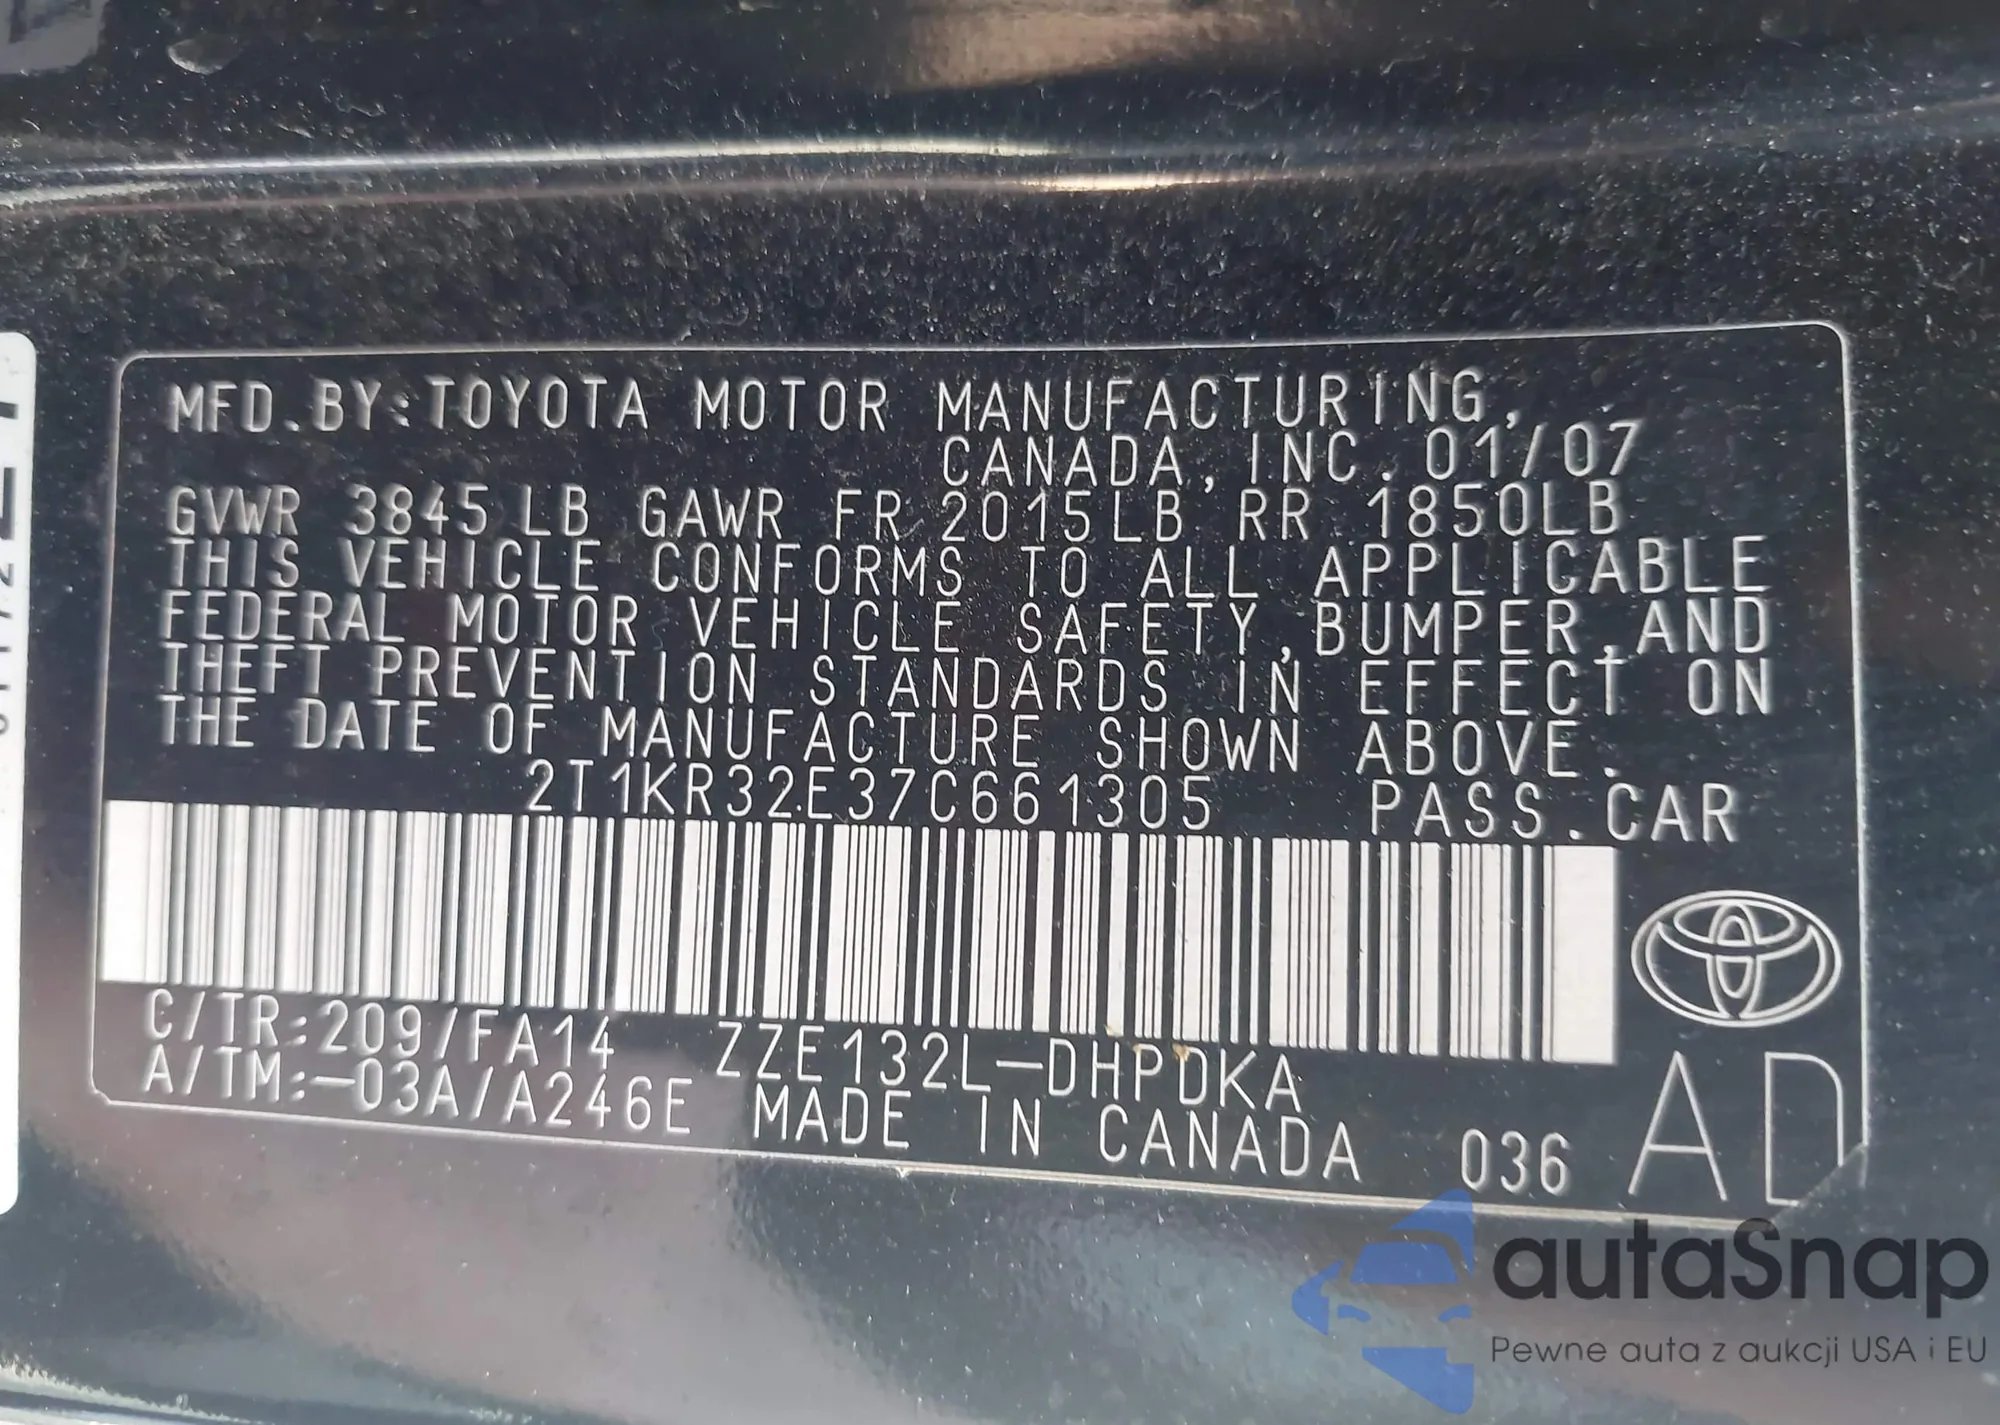 MFD.BY:TOYOTA MOTOR MANUFACTURING,
CANADA,INC. 01/07
GVWR 3845LB GAWR FR 2015LB RR 1850LB
THIS VEHICLE CONFORMS TO ALL APPLICABLE
FEDERAL MOTOR VEHICLE SAFETY,BUMPER,AND
THEFT PREVENTION STANDARDS IN EFFECT ON
THE DATE OF MANUFACTURE SHOWN ABOVE.
2T1KR32E37C661305 PASS.CAR
C/TR:209/FA14 ZZE132L-DHPDKA
A/TM:-03A/A246E MADE IN CANADA 036 AD
autaSnap
Pewne auta z aukcji USA i EU